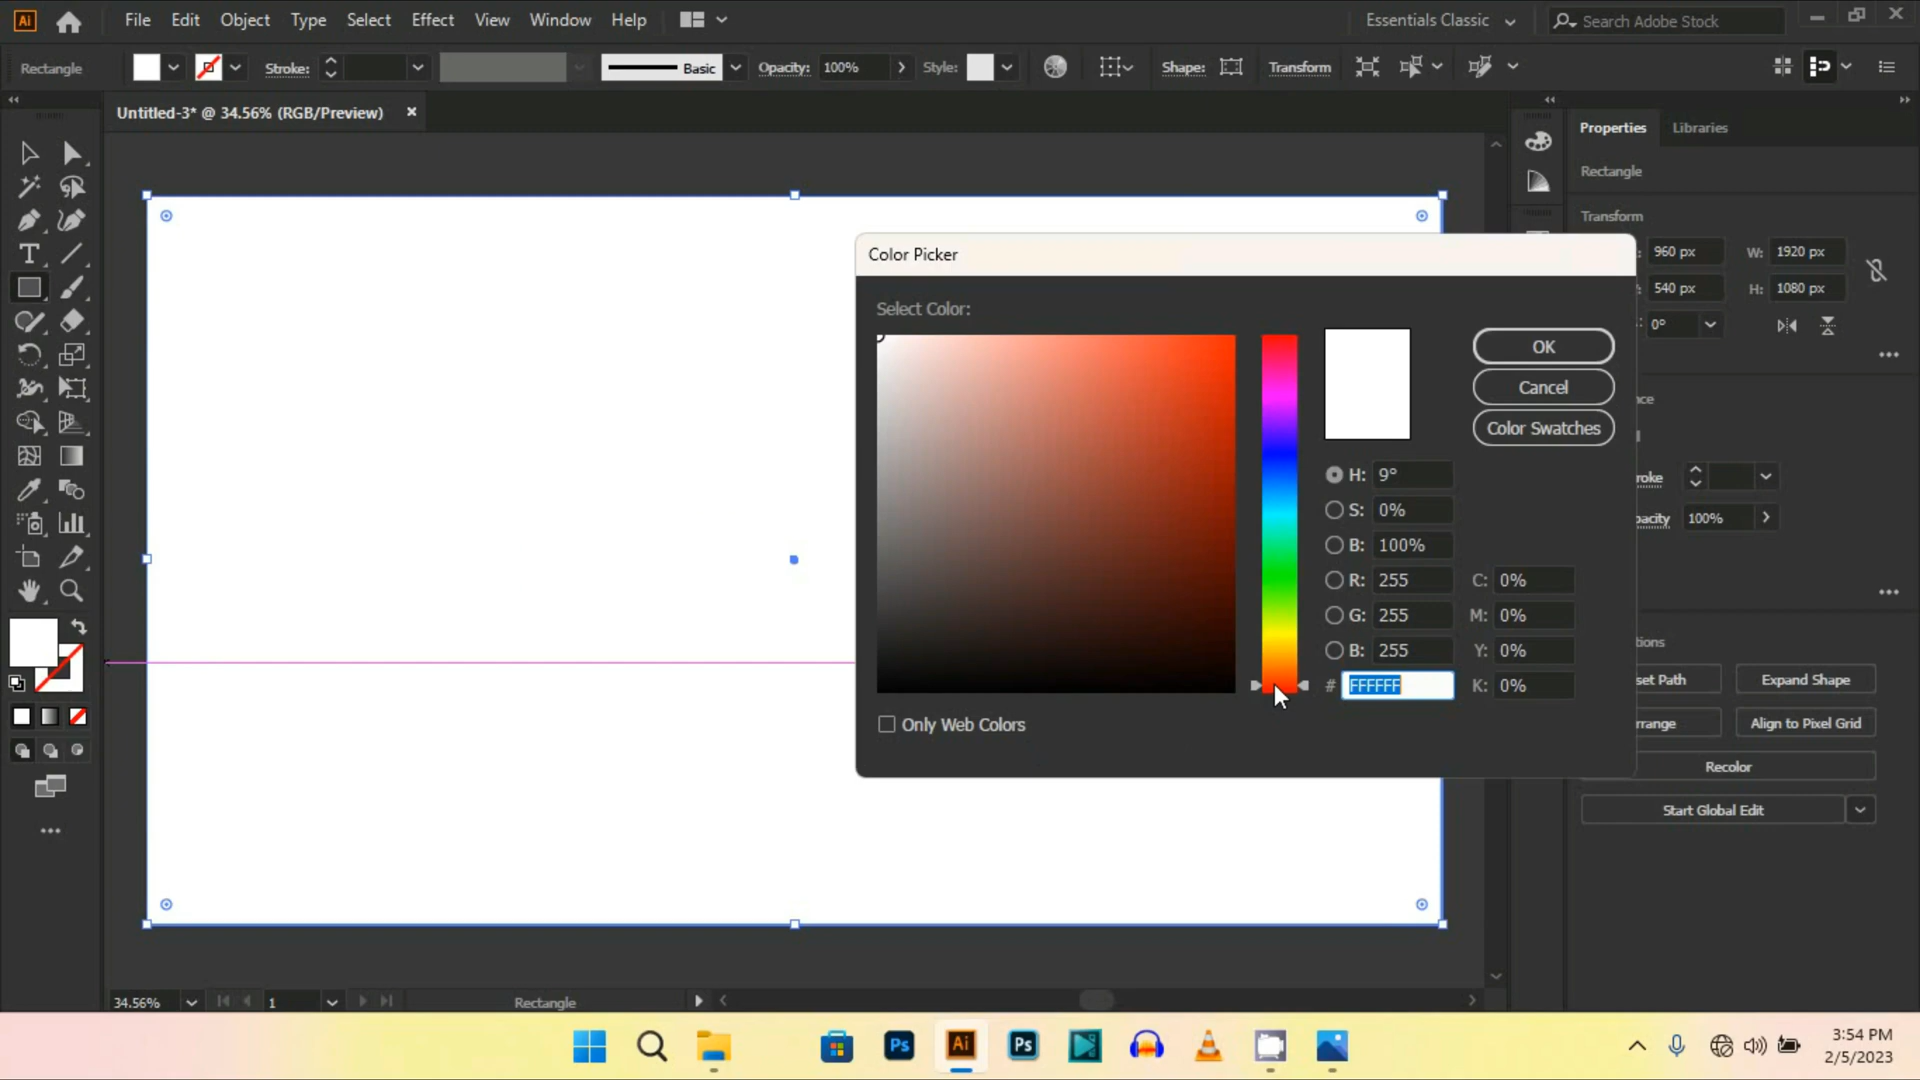 Ai File Edit Object Type Select Effect View Window Help Essentials Classic Search Adobe Stock
Rectangle Stroke: Basic Opacity: 100% Style: Shape: Transform
Untitled-3* @ 34.56% (RGB/Preview)
Properties Libraries
Rectangle
Transform
960 px W: 1920 px
540 px H: 1080 px
0°
Color Picker
Select Color:
OK
Cancel
Color Swatches
H: 9°
S: 0%
B: 100%
R: 255 C: 0%
G: 255 M: 0%
B: 255 Y: 0%
# FFFFFF K: 0%
Only Web Colors
nce
roke
pacity 100%
tions
set Path Expand Shape
rrange Align to Pixel Grid
Recolor
Start Global Edit
34.56% 1 Rectangle
Ps Ai Ps
3:54 PM
2/5/2023